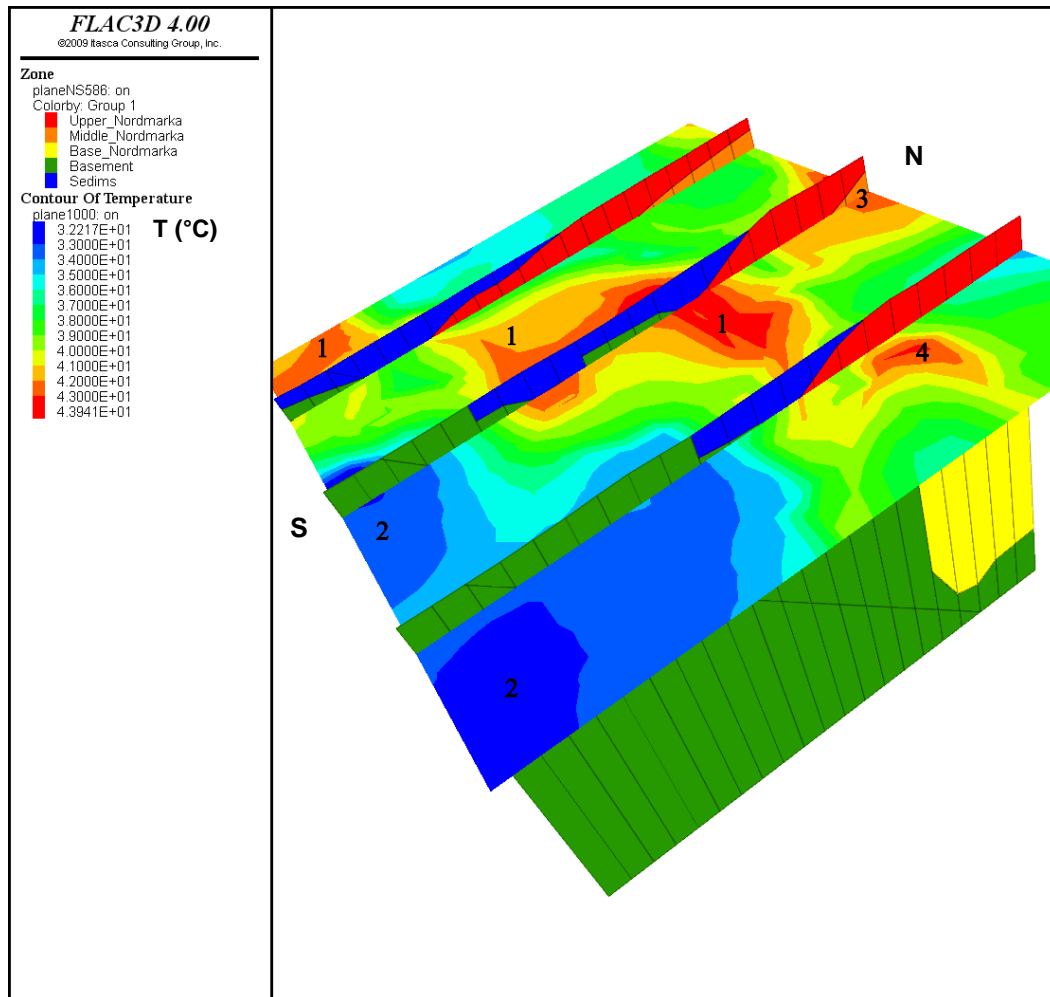 FLAC3D 4.00
©2009 Itasca Consulting Group, Inc.
Zone
planeNS586: on
Colorby: Group 1
Upper_Nordmarka
Middle_Nordmarka
Base_Nordmarka
Basement
Sedims
Contour Of Temperature
plane1000: on
T (°C)
3.2217E+01
3.3000E+01
3.4000E+01
3.5000E+01
3.6000E+01
3.7000E+01
3.8000E+01
3.9000E+01
4.0000E+01
4.1000E+01
4.2000E+01
4.3000E+01
4.3941E+01
N
3
1
1
1
4
S
2
2